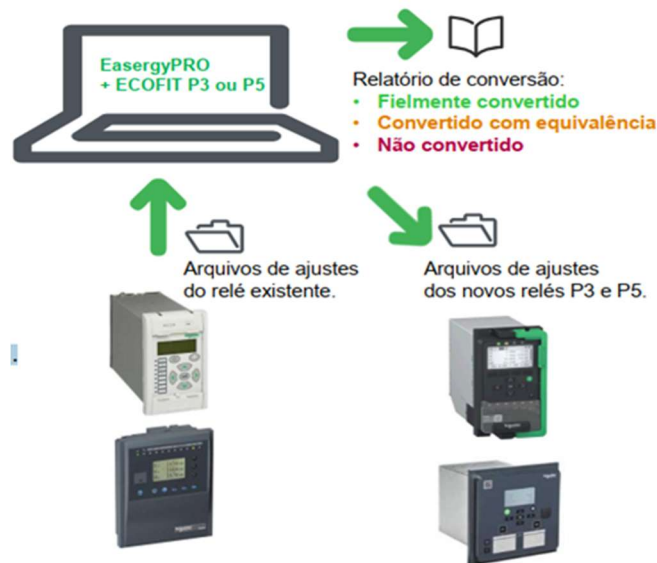 EasergyPRO
+ ECOFIT P3 ou P5
Relatório de conversão:
• Fielmente convertido
• Convertido com equivalência
• Não convertido
Arquivos de ajustes
do relé existente.
Arquivos de ajustes
dos novos relés P3 e P5.